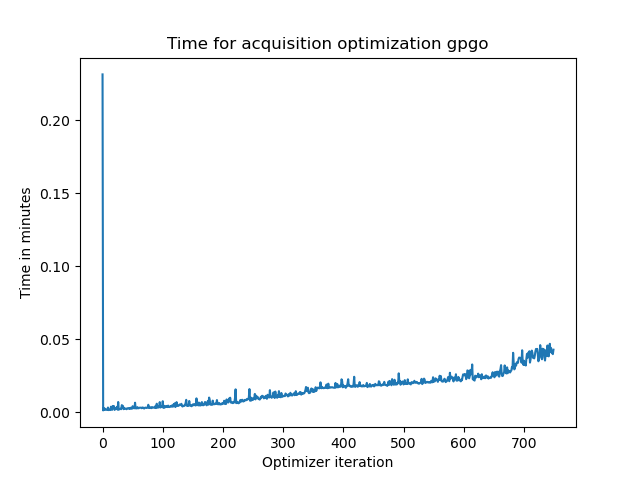 Time for acquisition optimization gpgo
Time in minutes
0.20
0.15
0.10
0.05
0.00
0 100 200 300 400 500 600 700
Optimizer iteration